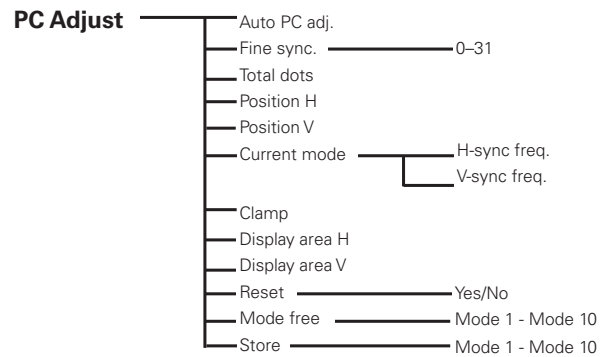 PC Adjust
Auto PC adj.
Fine sync. 0–31
Total dots
Position H
Position V
Current mode H-sync freq.
V-sync freq.
Clamp
Display area H
Display area V
Reset Yes/No
Mode free Mode 1 - Mode 10
Store Mode 1 - Mode 10